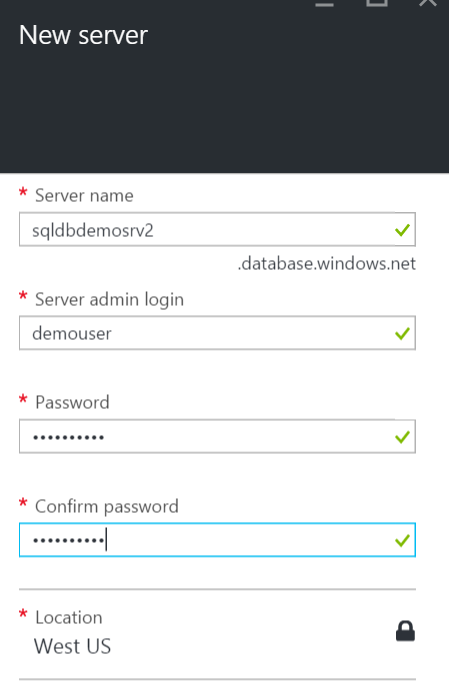 New server
* Server name
sqldbdemosrv2
.database.windows.net
* Server admin login
demouser
* Password
••••••••••
* Confirm password
••••••••••
* Location
West US